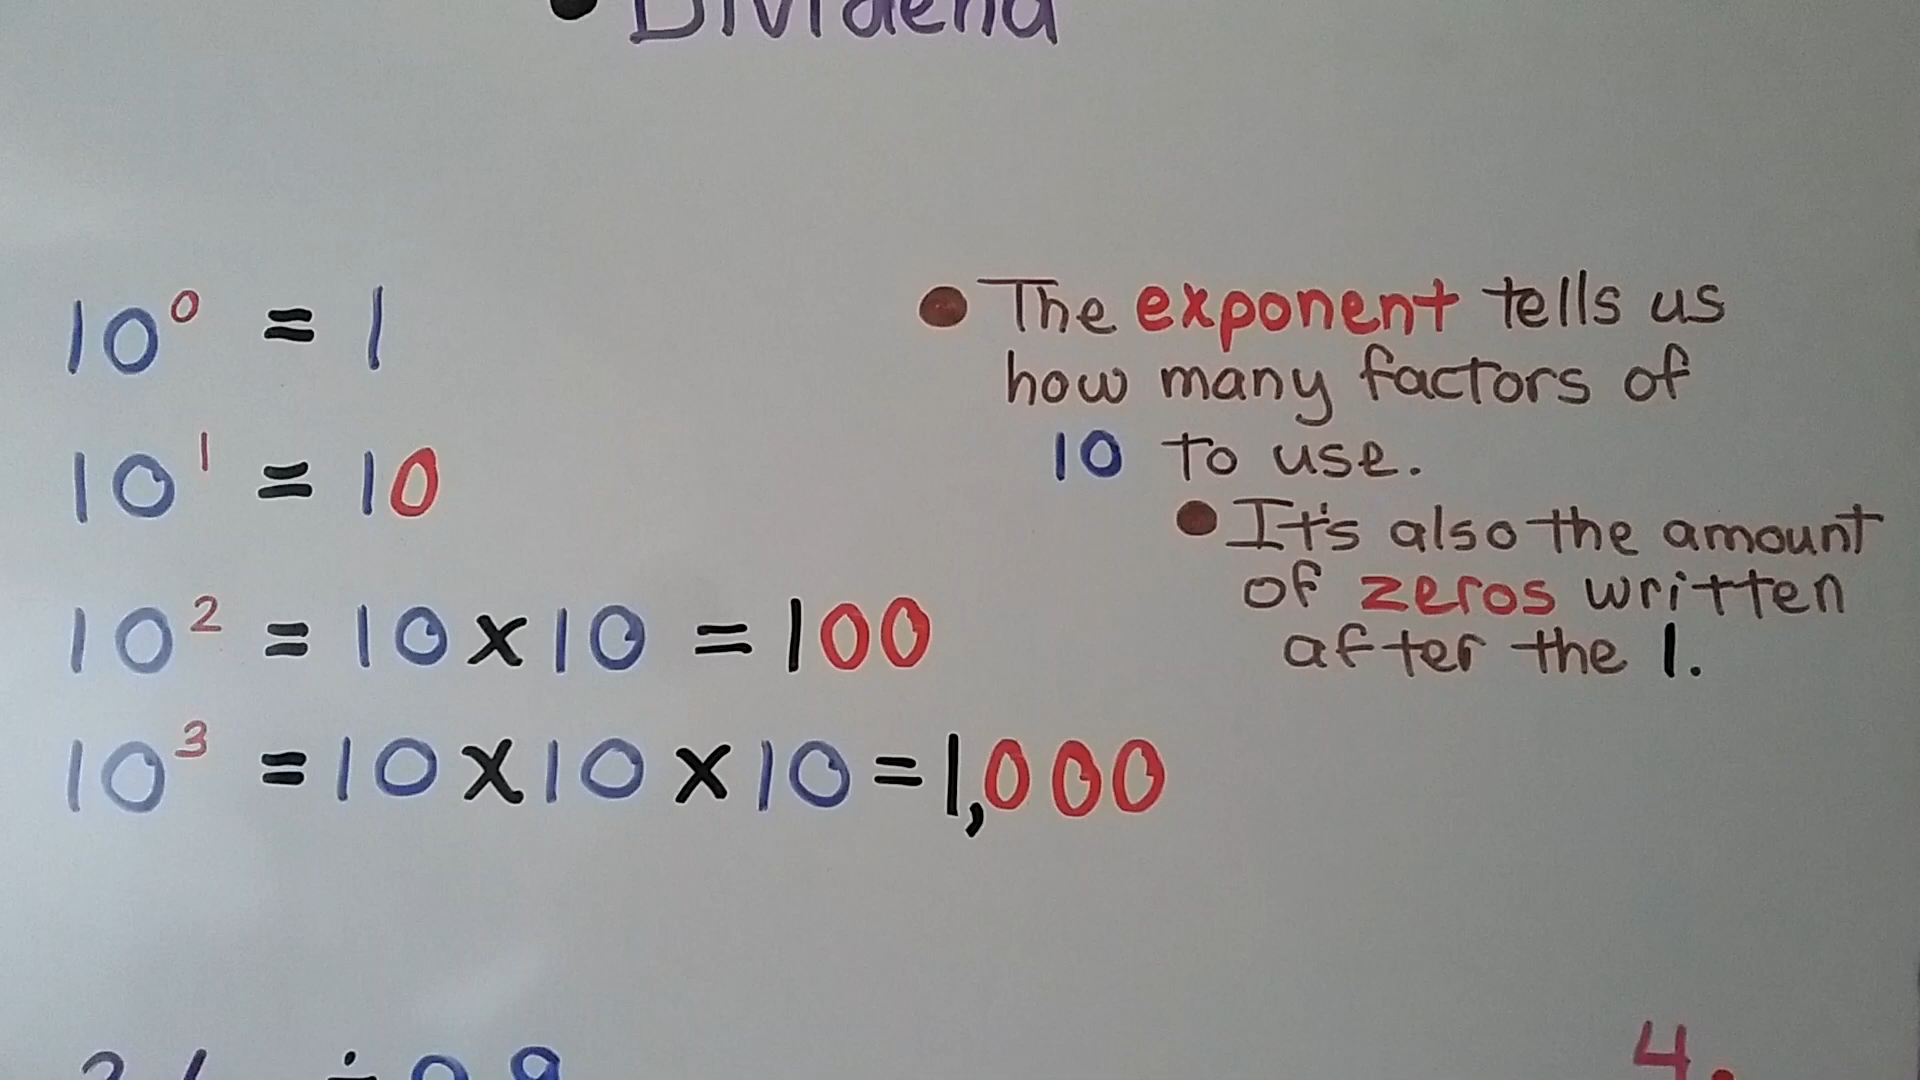 • Dividend
10⁰ = 1
10¹ = 10
10² = 10 x 10 = 100
10³ = 10 x 10 x 10 = 1,000
• The exponent tells us
how many factors of
10 to use.
• It's also the amount
of zeros written
after the 1.
4.